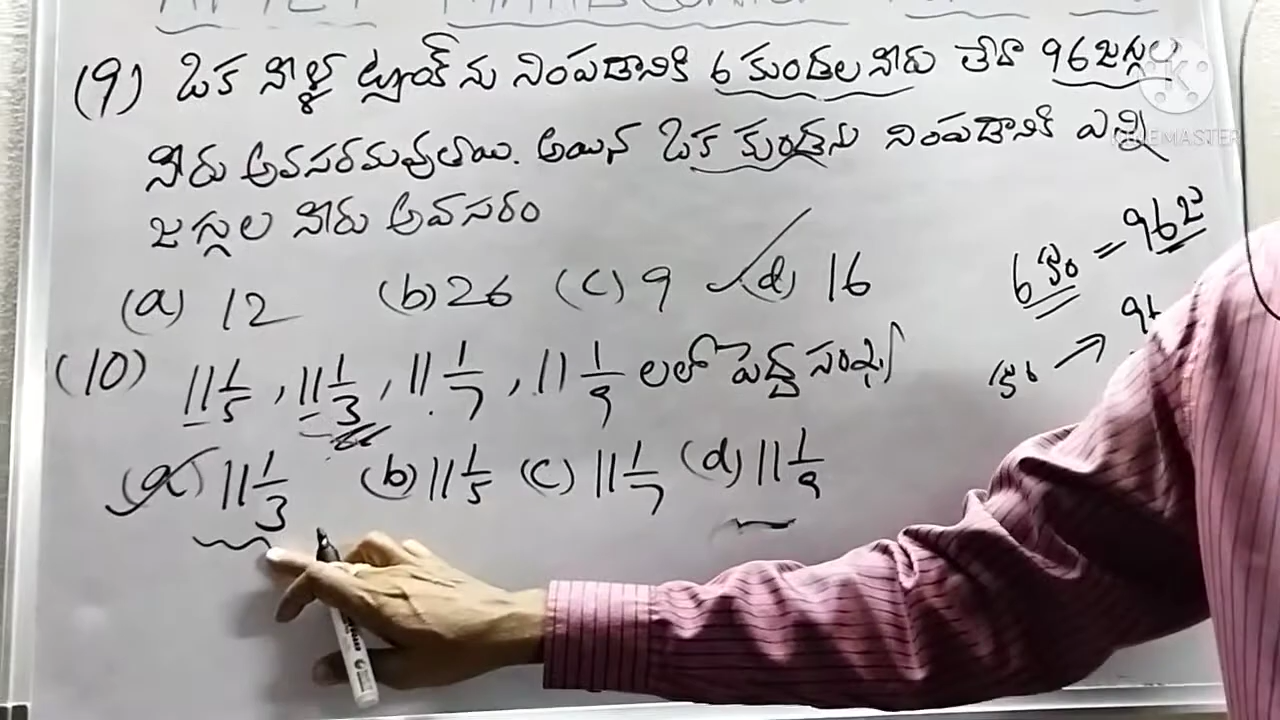 (9) ఒక నీళ్ళ ట్యాంక్ ను నింపడానికి 6 కుండల నీరు లేదా 96 జగ్గుల
నీరు అవసరమవుతాయి. అయిన ఒక కుండను నింపడానికి ఎన్ని
జగ్గుల నీరు అవసరం
(a) 12 (b) 26 (c) 9 (d) 16
6 కుం = 96 జ
కుం → 96
(10) 11 1/5 , 11 1/3 , 11 1/7 , 11 1/9 లలో పెద్ద సంఖ్య
(a) 11 1/3 (b) 11 1/5 (c) 11 1/7 (d) 11 1/9
KINEMASTER